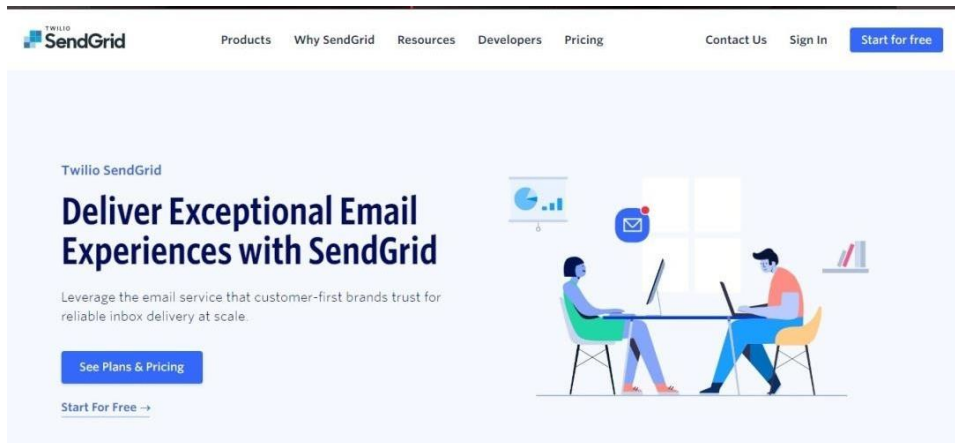 TWILIO
SendGrid
Products Why SendGrid Resources Developers Pricing Contact Us Sign In Start for free
Twilio SendGrid
Deliver Exceptional Email
Experiences with SendGrid
Leverage the email service that customer-first brands trust for
reliable inbox delivery at scale.
See Plans & Pricing
Start For Free →